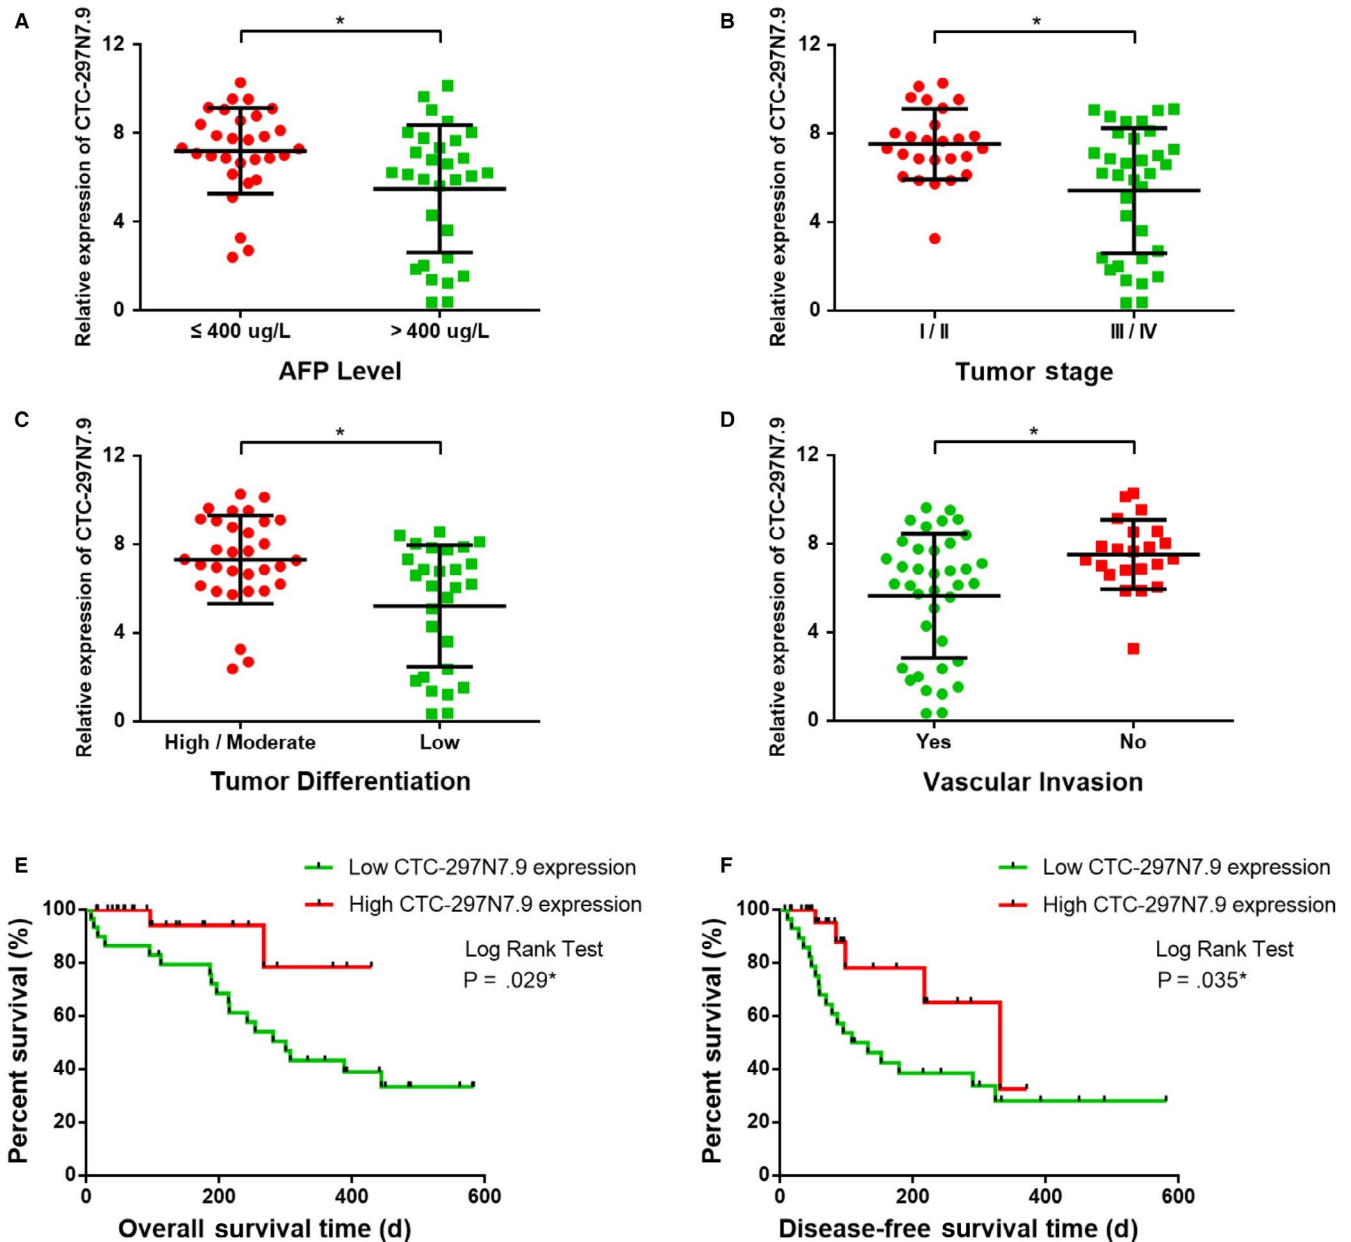 A
Relative expression of CTC-297N7.9
12
8
4
0
*
≤ 400 ug/L
> 400 ug/L
AFP Level
B
Relative expression of CTC-297N7.9
12
8
4
0
*
I / II
III / IV
Tumor stage
C
Relative expression of CTC-297N7.9
12
8
4
0
*
High / Moderate
Low
Tumor Differentiation
D
Relative expression of CTC-297N7.9
12
8
4
0
*
Yes
No
Vascular Invasion
E
Low CTC-297N7.9 expression
High CTC-297N7.9 expression
Log Rank Test
P = .029*
Percent survival (%)
100
80
60
40
20
0
0
200
400
600
Overall survival time (d)
F
Low CTC-297N7.9 expression
High CTC-297N7.9 expression
Log Rank Test
P = .035*
Percent survival (%)
100
80
60
40
20
0
0
200
400
600
Disease-free survival time (d)